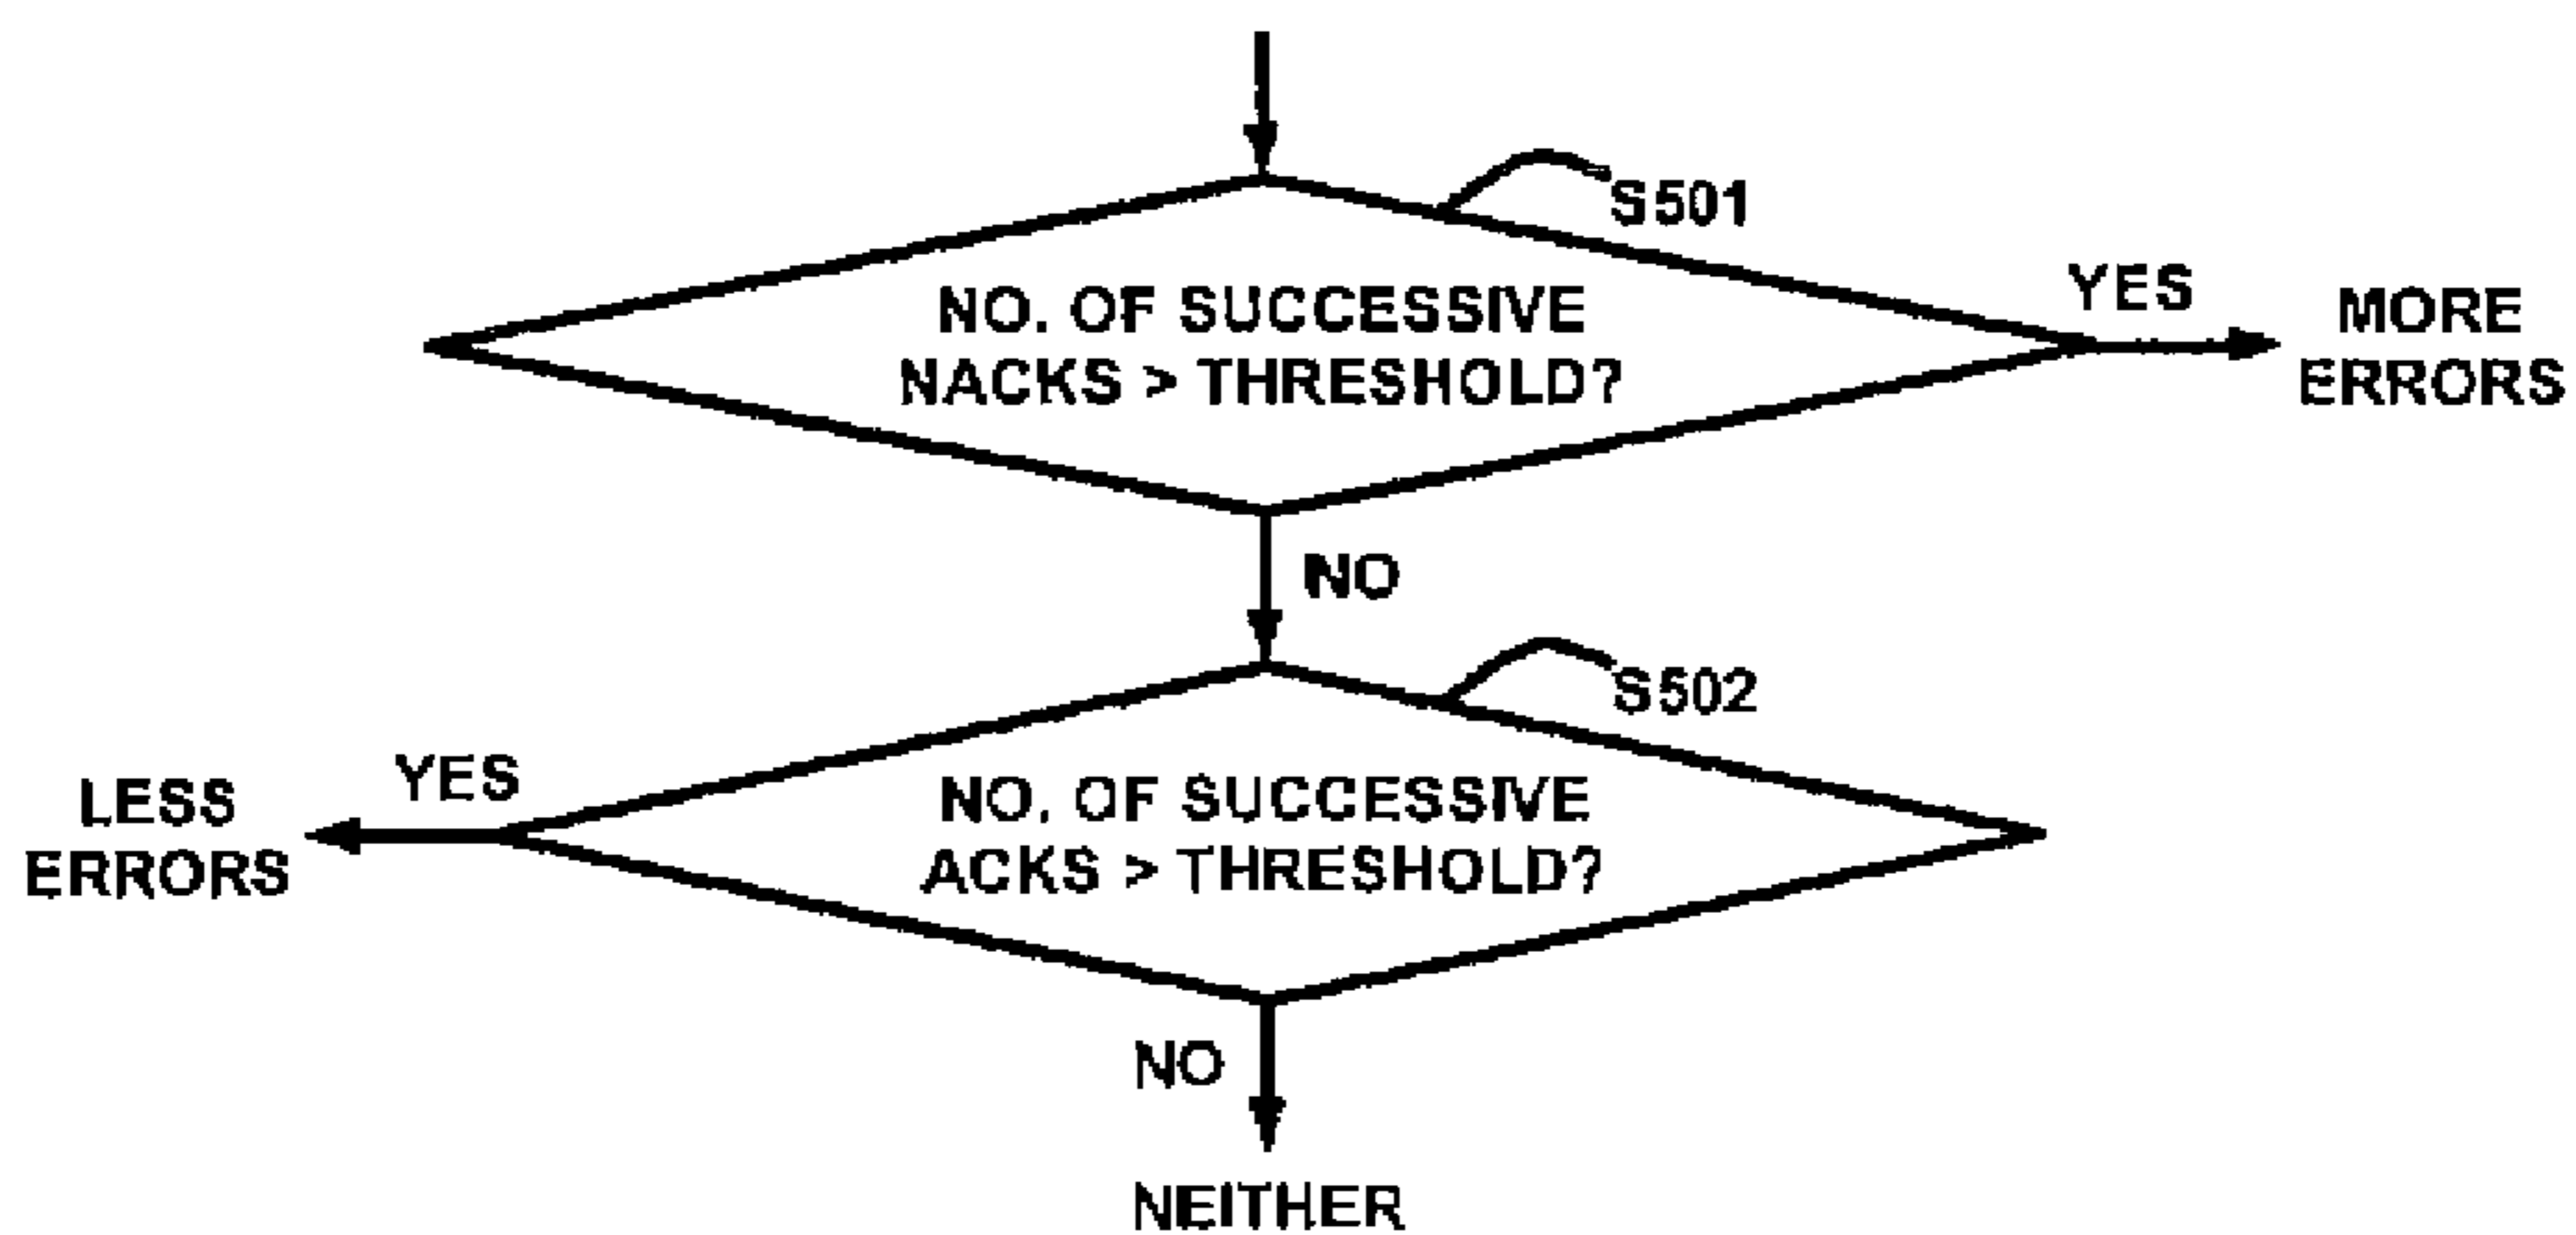 S501
NO. OF SUCCESSIVE
NACKS > THRESHOLD?
YES
MORE
ERRORS
NO
S502
NO. OF SUCCESSIVE
ACKS > THRESHOLD?
YES
LESS
ERRORS
NO
NEITHER